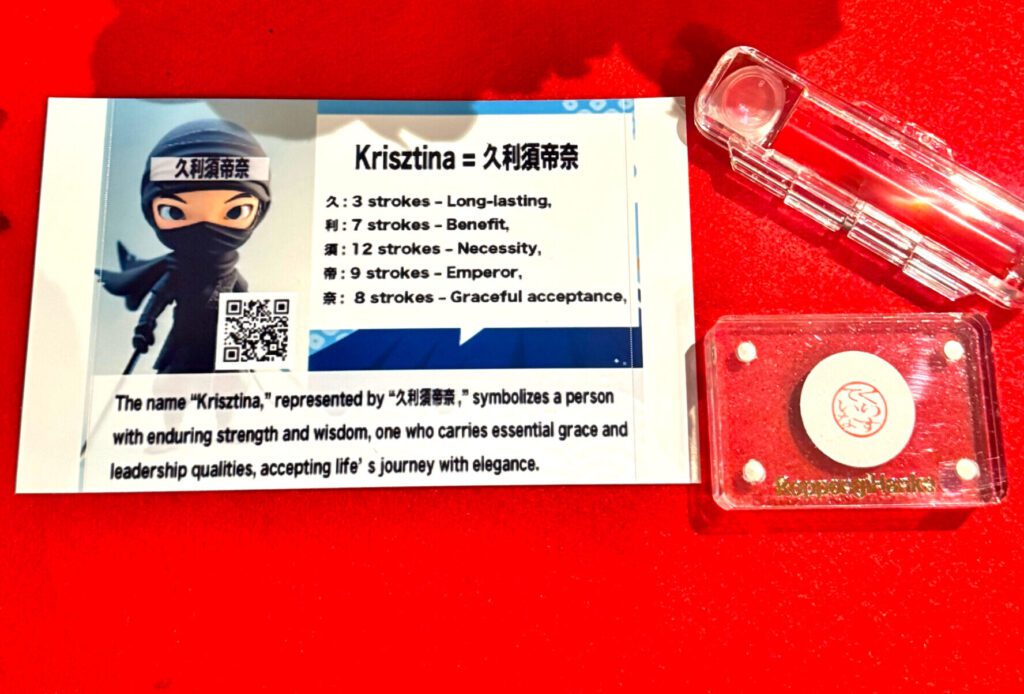 久利須帝奈
Krisztina = 久利須帝奈
久 : 3 strokes – Long-lasting,
利 : 7 strokes – Benefit,
須 : 12 strokes – Necessity,
帝 : 9 strokes – Emperor,
奈 : 8 strokes – Graceful acceptance,
The name “Krisztina,” represented by “久利須帝奈,” symbolizes a person
with enduring strength and wisdom, one who carries essential grace and
leadership qualities, accepting life’ s journey with elegance.